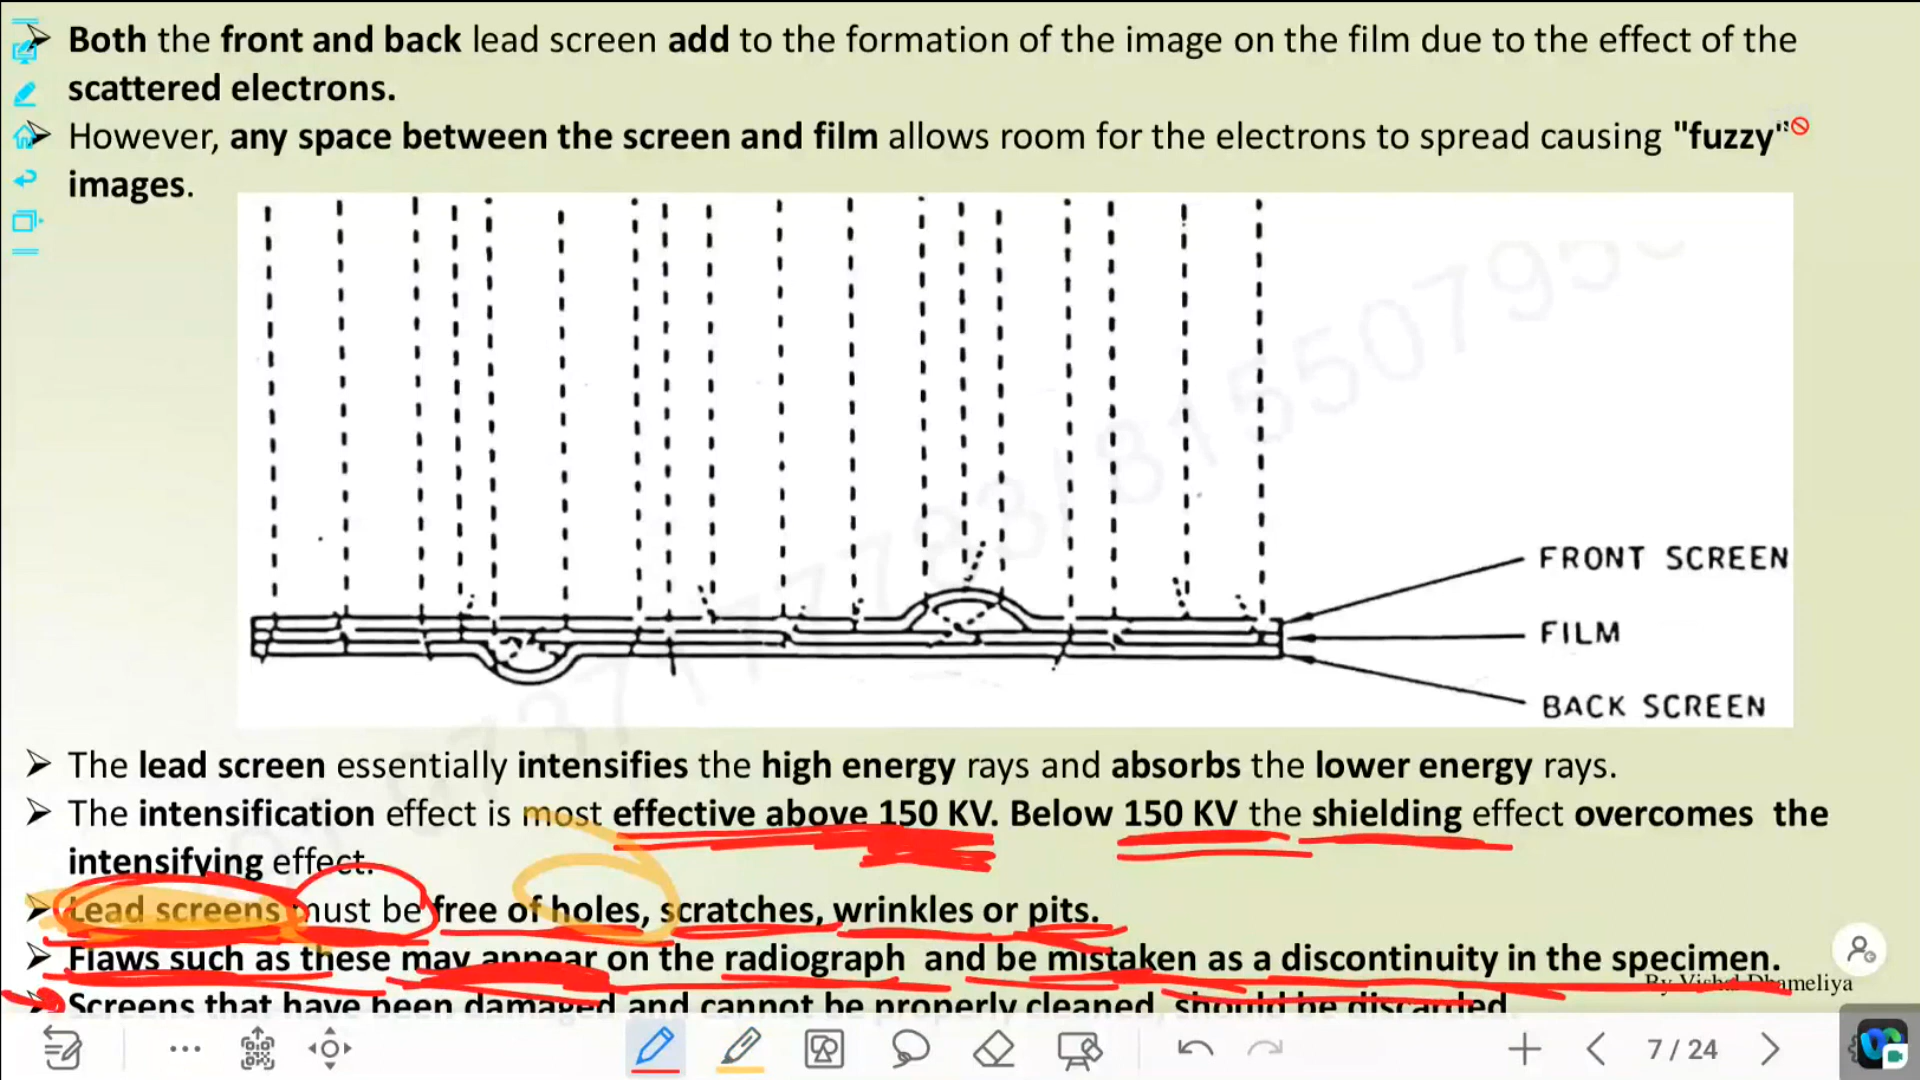 Both the front and back lead screen add to the formation of the image on the film due to the effect of the
scattered electrons.
However, any space between the screen and film allows room for the electrons to spread causing "fuzzy"
images.
FRONT SCREEN
FILM
BACK SCREEN
The lead screen essentially intensifies the high energy rays and absorbs the lower energy rays.
The intensification effect is most effective above 150 KV. Below 150 KV the shielding effect overcomes the
intensifying effect.
Lead screens must be free of holes, scratches, wrinkles or pits.
Flaws such as these may appear on the radiograph and be mistaken as a discontinuity in the specimen.
By Vishal Dhameliya
Screens that have been damaged and cannot be properly cleaned, should be discarded.
7 / 24